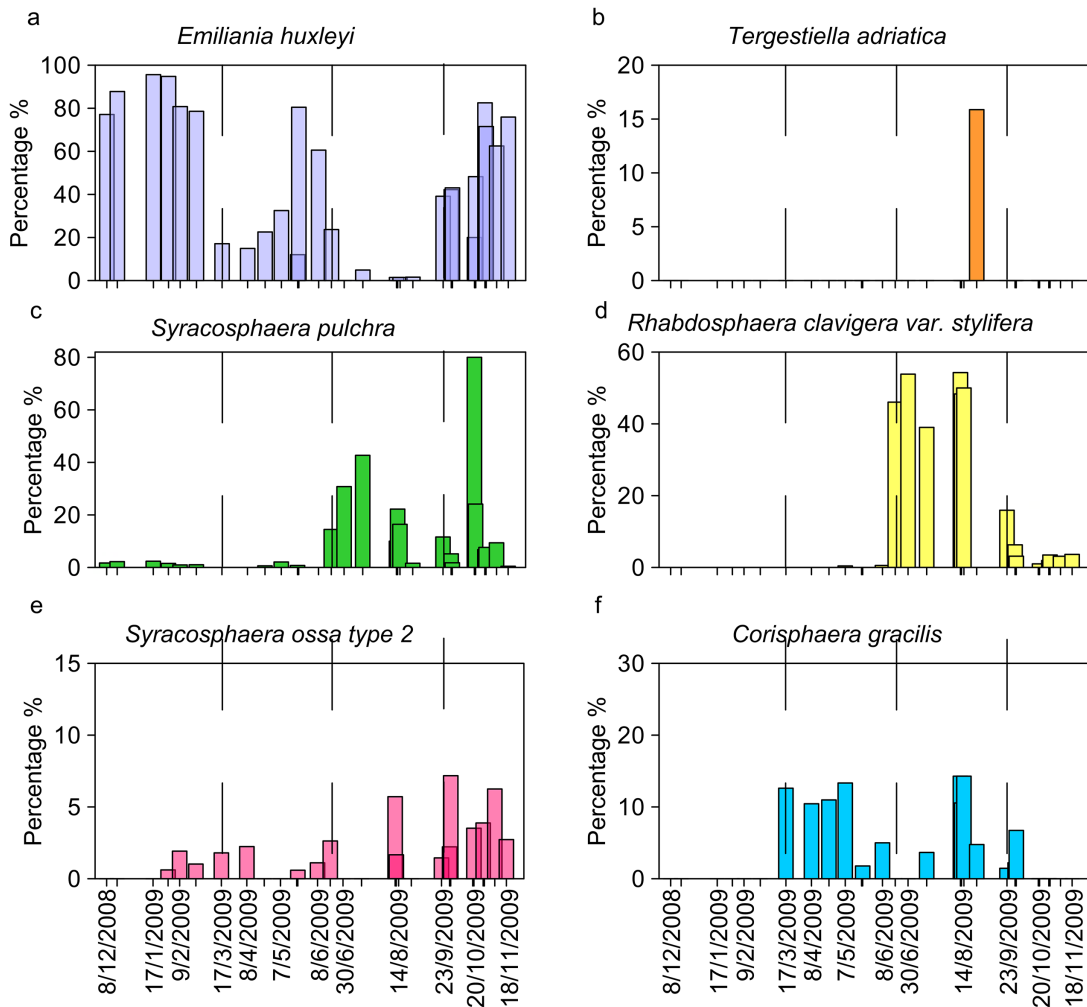 a
Emiliania huxleyi
Percentage %
100
80
60
40
20
0
b
Tergestiella adriatica
Percentage %
20
15
10
5
0
c
Syracosphaera pulchra
Percentage %
80
60
40
20
0
d
Rhabdosphaera clavigera var. stylifera
Percentage %
60
40
20
0
e
Syracosphaera ossa type 2
Percentage %
15
10
5
0
8/12/2008
17/1/2009
9/2/2009
17/3/2009
8/4/2009
7/5/2009
8/6/2009
30/6/2009
14/8/2009
23/9/2009
20/10/2009
18/11/2009
f
Corisphaera gracilis
Percentage %
30
20
10
0
8/12/2008
17/1/2009
9/2/2009
17/3/2009
8/4/2009
7/5/2009
8/6/2009
30/6/2009
14/8/2009
23/9/2009
20/10/2009
18/11/2009